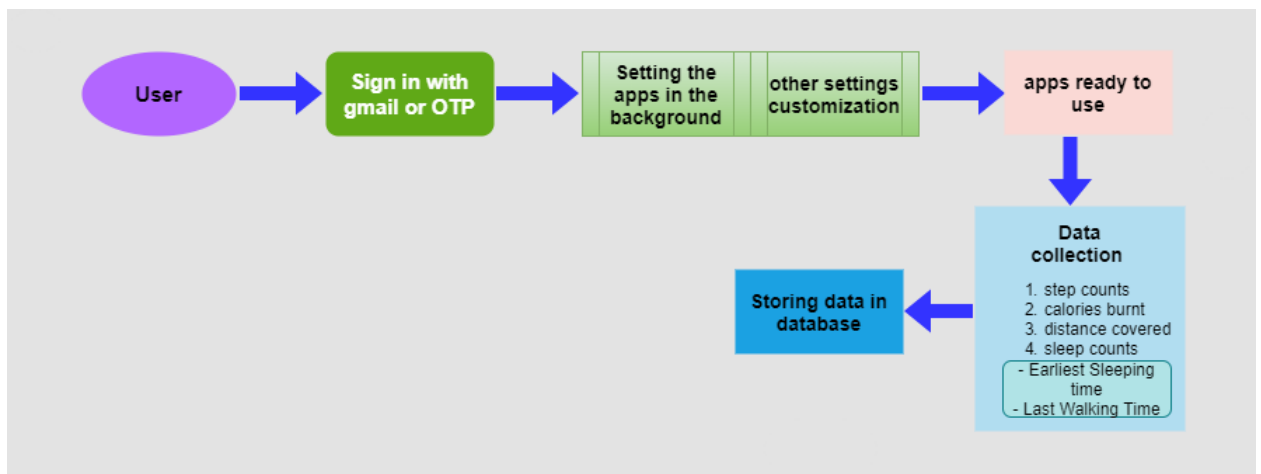 User
Sign in with
gmail or OTP
Setting the
apps in the
background
other settings
customization
apps ready to
use
Data
collection
1. step counts
2. calories burnt
3. distance covered
4. sleep counts
- Earliest Sleeping
time
- Last Walking Time
Storing data in
database